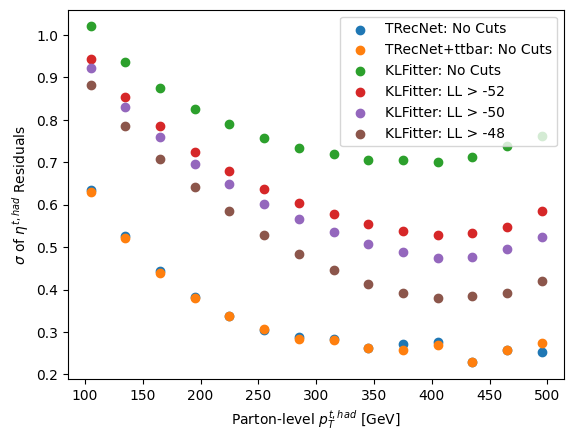 TRecNet: No Cuts
TRecNet+ttbar: No Cuts
KLFitter: No Cuts
KLFitter: LL > -52
KLFitter: LL > -50
KLFitter: LL > -48
1.0
0.9
0.8
0.7
0.6
0.5
0.4
0.3
0.2
σ of η^{t,had} Residuals
100 150 200 250 300 350 400 450 500
Parton-level p_T^{t,had} [GeV]